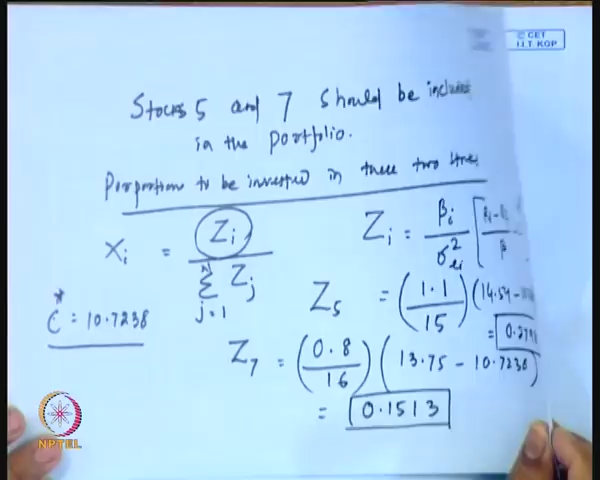 © CET
I.I.T KGP
Stocks 5 and 7 should be
in the portfolio.
Proportion to be invested in these two
Xi = Zi / Σ j=1 N Zj
Zi = βi / σ²ei [
C* = 10.7238
Z5 = (1.1 / 15) (14.54 -
Z7 = (0.8 / 16) (13.75 - 10.7238)
= 0.1513
NPTEL